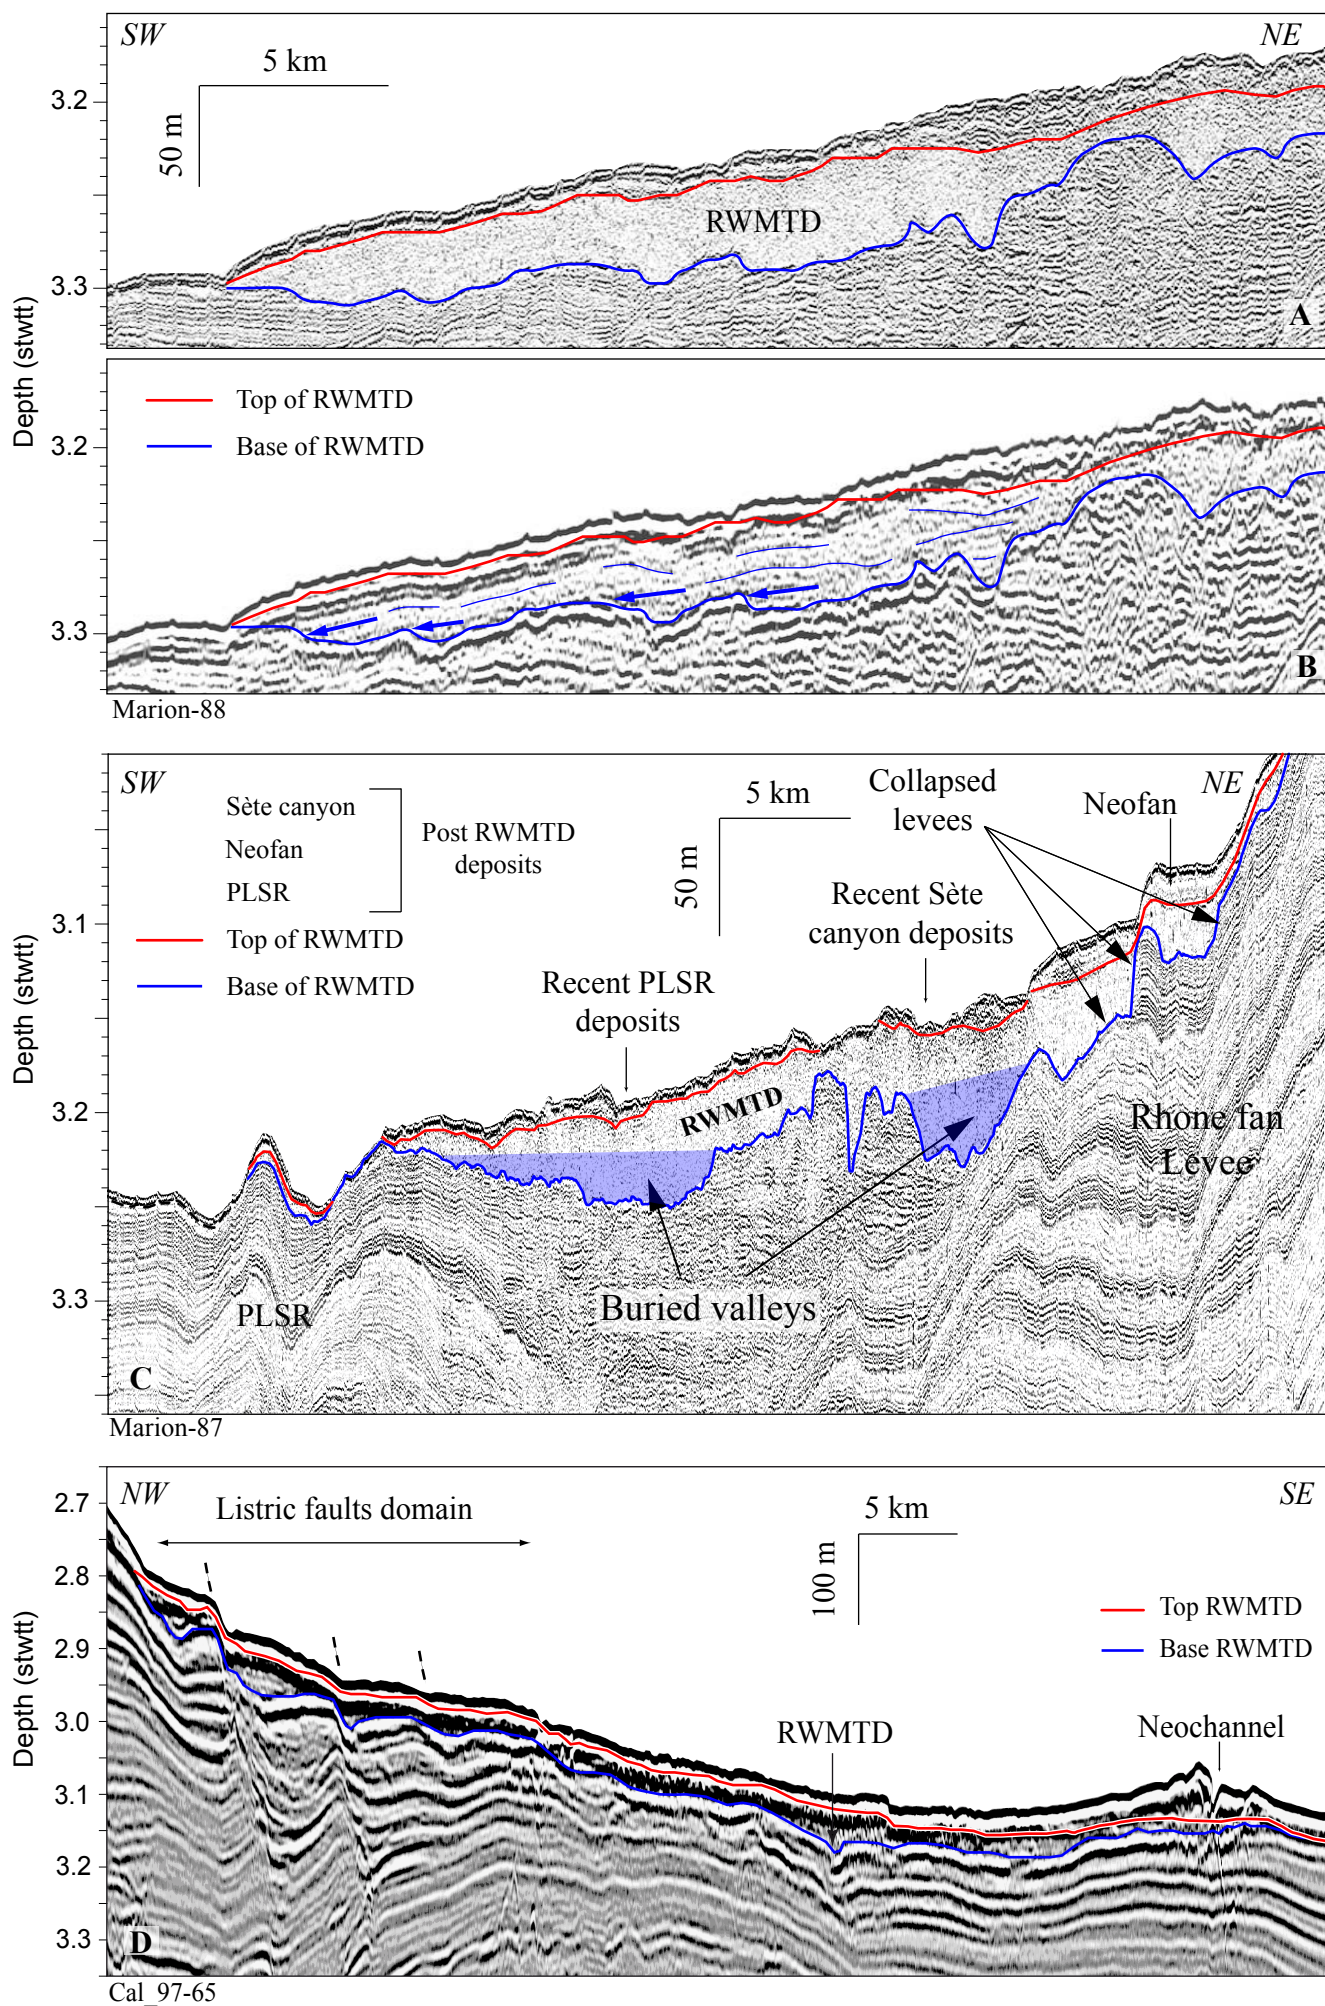 SW
NE
5 km
50 m
3.2
3.3
RWMTD
A
Depth (stwtt)
Top of RWMTD
Base of RWMTD
3.2
3.3
B
Marion-88
SW
NE
Sète canyon
Neofan
PLSR
Post RWMTD
deposits
Top of RWMTD
Base of RWMTD
5 km
50 m
Collapsed
levees
Neofan
Recent Sète
canyon deposits
Recent PLSR
deposits
RWMTD
Rhone fan
Levee
Buried valleys
PLSR
3.1
3.2
3.3
Depth (stwtt)
C
Marion-87
NW
SE
Listric faults domain
5 km
100 m
Top RWMTD
Base RWMTD
RWMTD
Neochannel
2.7
2.8
2.9
3.0
3.1
3.2
3.3
Depth (stwtt)
D
Cal_97-65